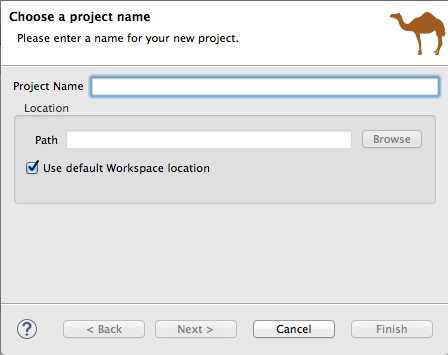 Choose a project name
Please enter a name for your new project.
Project Name
Location
Path
Browse
Use default Workspace location
?
< Back
Next >
Cancel
Finish